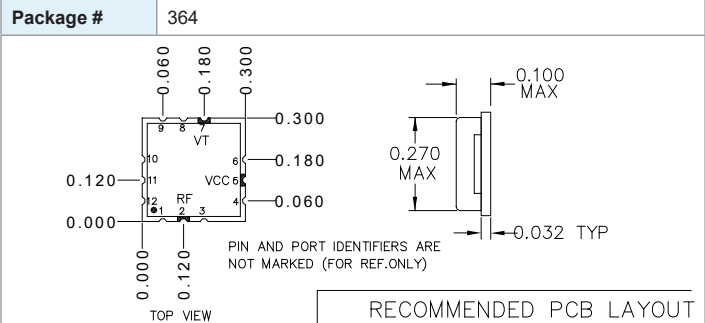 Package # 364
0.060
0.180
0.300
0.100
MAX
9 8 7
VT
0.300
10
6
0.180
0.270
MAX
0.120
11
VCC 5
12
RF
4
0.060
1 2 3
0.000
0.032 TYP
PIN AND PORT IDENTIFIERS ARE
NOT MARKED (FOR REF.ONLY)
0.000
0.120
TOP VIEW
RECOMMENDED PCB LAYOUT